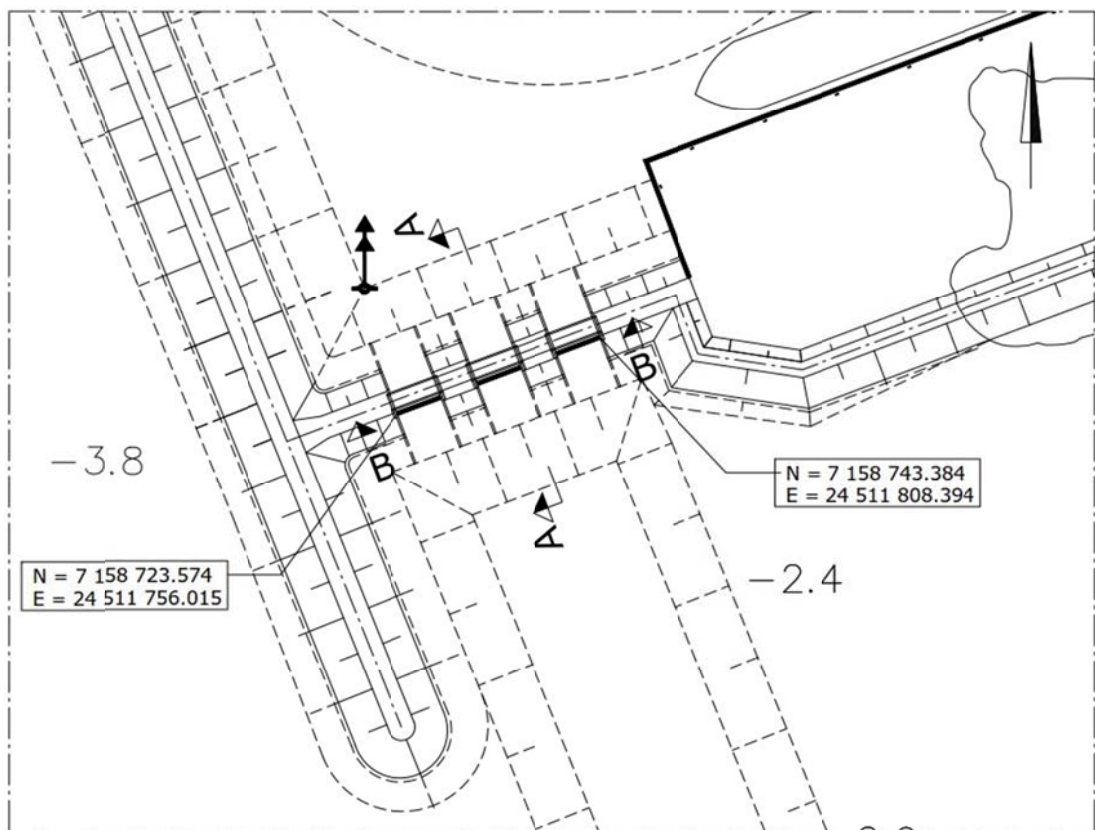 A
B
-3.8
B
N = 7 158 743.384
E = 24 511 808.394
A
N = 7 158 723.574
E = 24 511 756.015
-2.4